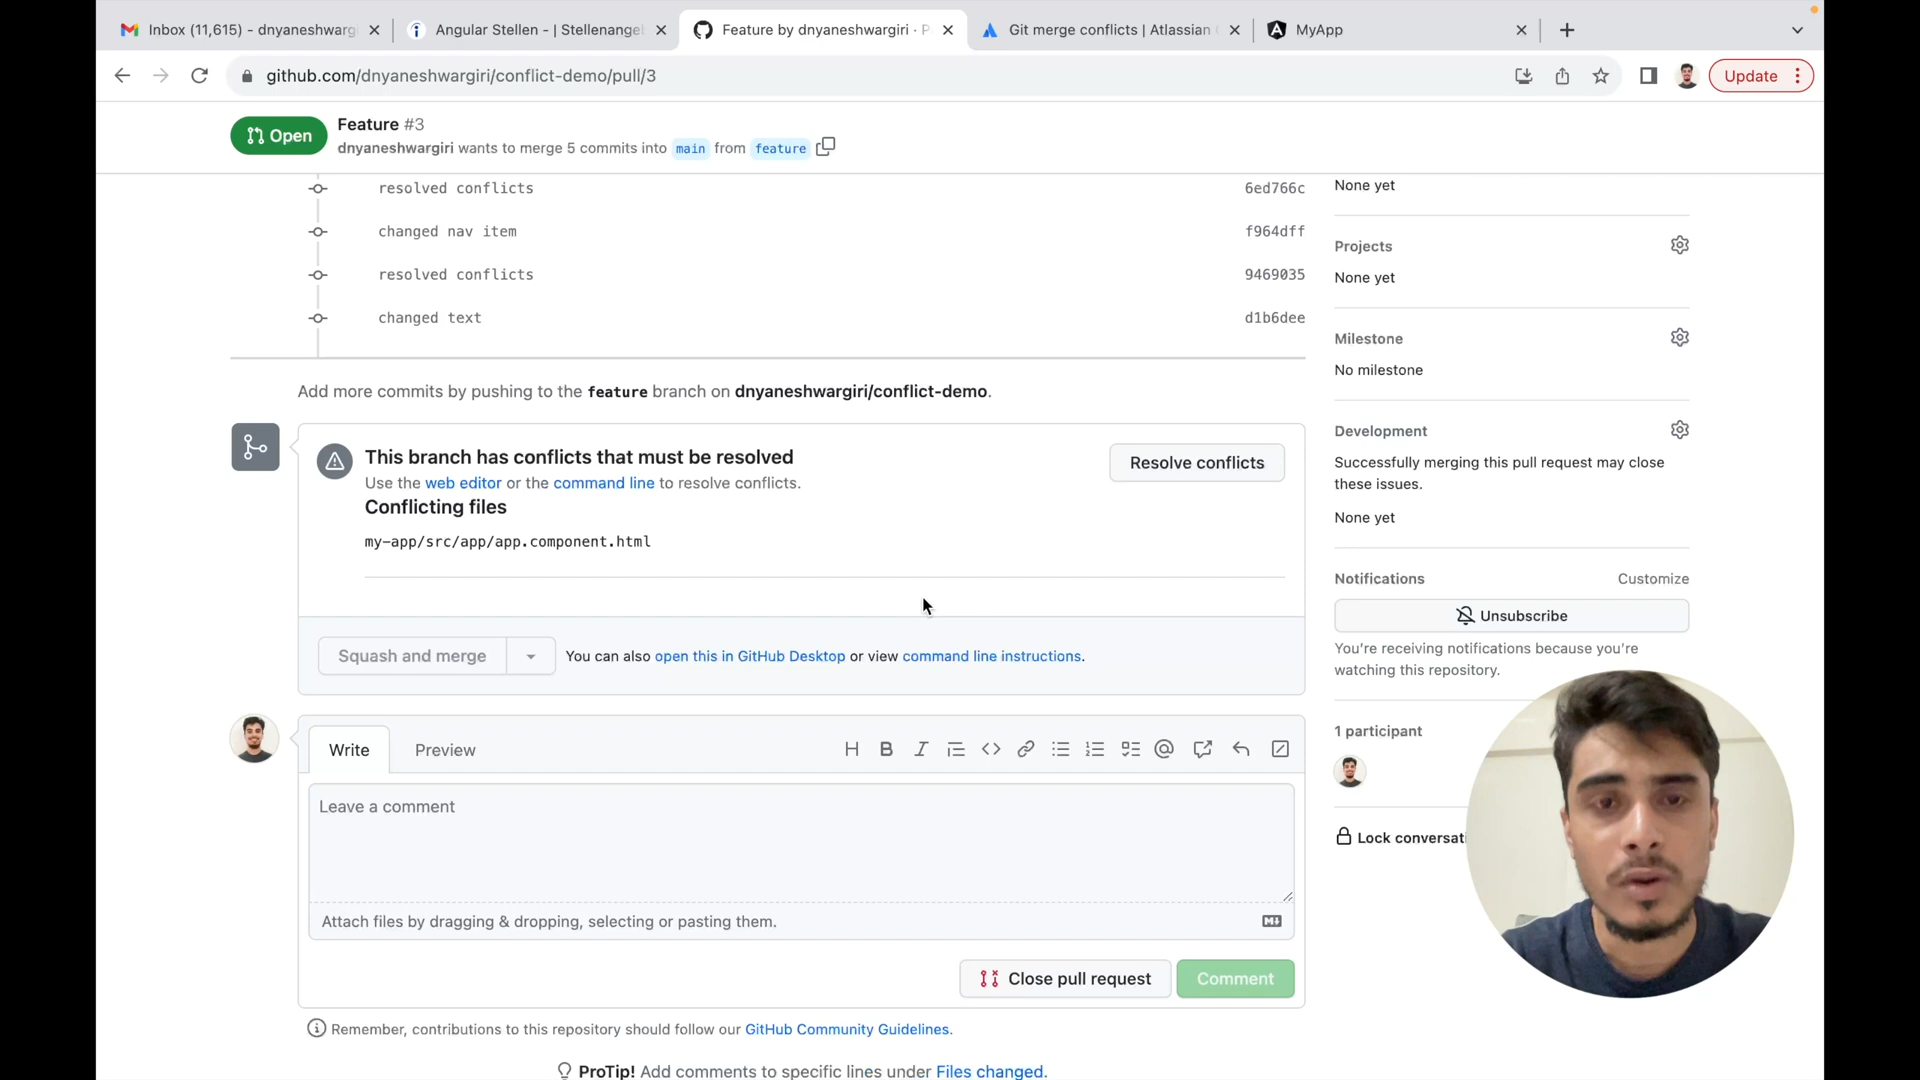 Inbox (11,615) - dnyaneshwargi
Angular Stellen - | Stellenange
Feature by dnyaneshwargiri · P
Git merge conflicts | Atlassian
MyApp
github.com/dnyaneshwargiri/conflict-demo/pull/3
Update
Open
Feature #3
dnyaneshwargiri wants to merge 5 commits into main from feature
resolved conflicts 6ed766c
changed nav item f964dff
resolved conflicts 9469035
changed text d1b6dee
Add more commits by pushing to the feature branch on dnyaneshwargiri/conflict-demo.
This branch has conflicts that must be resolved
Use the web editor or the command line to resolve conflicts.
Resolve conflicts
Conflicting files
my-app/src/app/app.component.html
Squash and merge
You can also open this in GitHub Desktop or view command line instructions.
Write
Preview
Leave a comment
Attach files by dragging & dropping, selecting or pasting them.
Close pull request
Comment
Remember, contributions to this repository should follow our GitHub Community Guidelines.
ProTip! Add comments to specific lines under Files changed.
None yet
Projects
None yet
Milestone
No milestone
Development
Successfully merging this pull request may close
these issues.
None yet
Notifications
Customize
Unsubscribe
You're receiving notifications because you're
watching this repository.
1 participant
Lock conversati